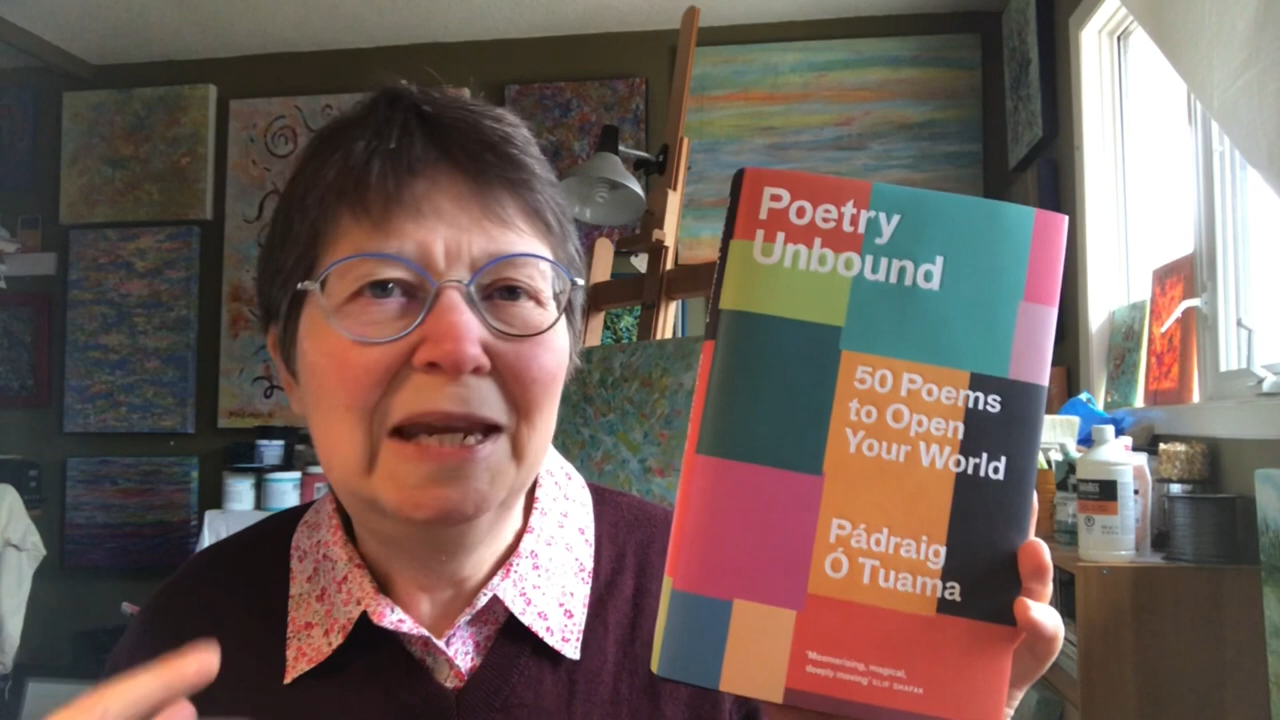 Poetry
Unbound
50 Poems
to Open
Your World
Pádraig
Ó Tuama
'Mesmerising, magical,
deeply moving' ELIF SHAFAK